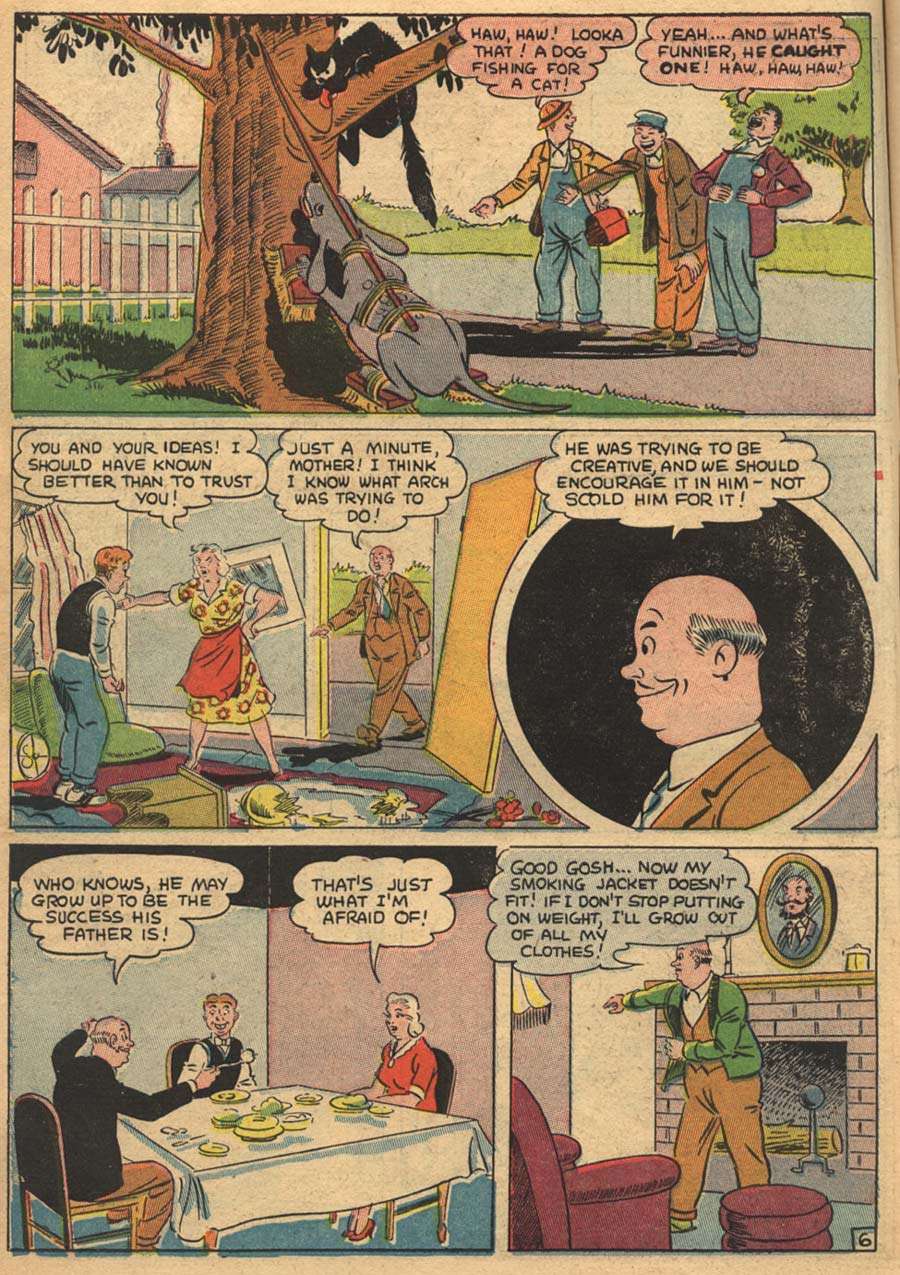 HAW, HAW! LOOKA
THAT! A DOG
FISHING FOR
A CAT!
YEAH... AND WHAT'S
FUNNIER, HE CAUGHT
ONE! HAW, HAW, HAW!
YOU AND YOUR IDEAS! I
SHOULD HAVE KNOWN
BETTER THAN TO TRUST
YOU!
JUST A MINUTE,
MOTHER! I THINK
I KNOW WHAT ARCH
WAS TRYING TO
DO!
HE WAS TRYING TO BE
CREATIVE, AND WE SHOULD
ENCOURAGE IT IN HIM - NOT
SCOLD HIM FOR IT!
WHO KNOWS, HE MAY
GROW UP TO BE THE
SUCCESS HIS
FATHER IS!
THAT'S JUST
WHAT I'M
AFRAID OF!
GOOD GOSH... NOW MY
SMOKING JACKET DOESN'T
FIT! IF I DON'T STOP PUTTING
ON WEIGHT, I'LL GROW OUT
OF ALL MY
CLOTHES!
6